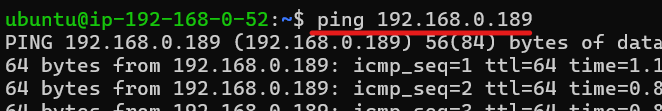 ubuntu@ip-192-168-0-52:~$ ping 192.168.0.189
PING 192.168.0.189 (192.168.0.189) 56(84) bytes of data
64 bytes from 192.168.0.189: icmp_seq=1 ttl=64 time=1.1
64 bytes from 192.168.0.189: icmp_seq=2 ttl=64 time=0.8
64 bytes from 192.168.0.189: icmp_seq=3 ttl=64 time=0.